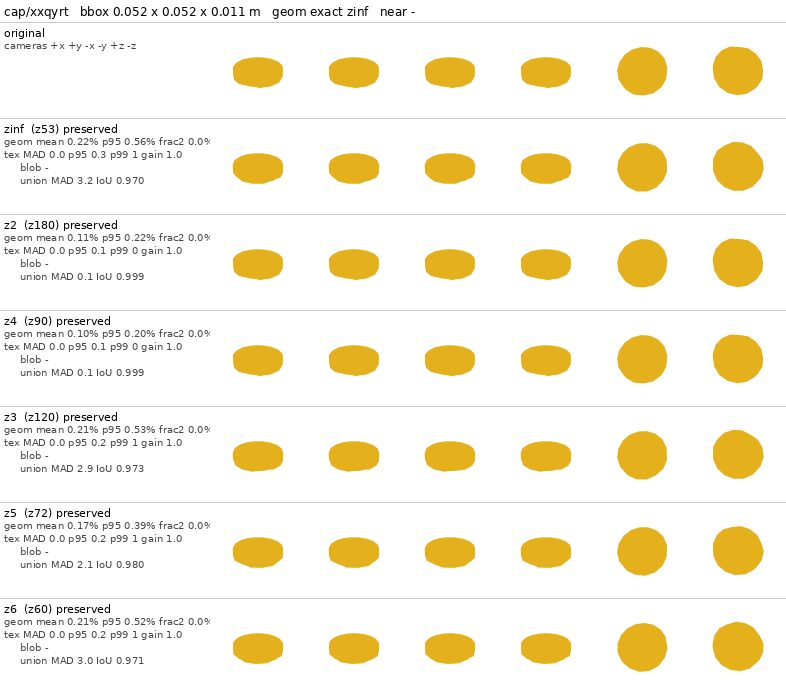 cap/xxqyrt bbox 0.052 x 0.052 x 0.011 m geom exact zinf near -
original
cameras +x +y -x -y +z -z
zinf (z53) preserved
geom mean 0.22% p95 0.56% frac2 0.0%
tex MAD 0.0 p95 0.3 p99 1 gain 1.0
blob -
union MAD 3.2 IoU 0.970
z2 (z180) preserved
geom mean 0.11% p95 0.22% frac2 0.0%
tex MAD 0.0 p95 0.1 p99 0 gain 1.0
blob -
union MAD 0.1 IoU 0.999
z4 (z90) preserved
geom mean 0.10% p95 0.20% frac2 0.0%
tex MAD 0.0 p95 0.1 p99 0 gain 1.0
blob -
union MAD 0.1 IoU 0.999
z3 (z120) preserved
geom mean 0.21% p95 0.53% frac2 0.0%
tex MAD 0.0 p95 0.2 p99 1 gain 1.0
blob -
union MAD 2.9 IoU 0.973
z5 (z72) preserved
geom mean 0.17% p95 0.39% frac2 0.0%
tex MAD 0.0 p95 0.2 p99 1 gain 1.0
blob -
union MAD 2.1 IoU 0.980
z6 (z60) preserved
geom mean 0.21% p95 0.52% frac2 0.0%
tex MAD 0.0 p95 0.2 p99 1 gain 1.0
blob -
union MAD 3.0 IoU 0.971